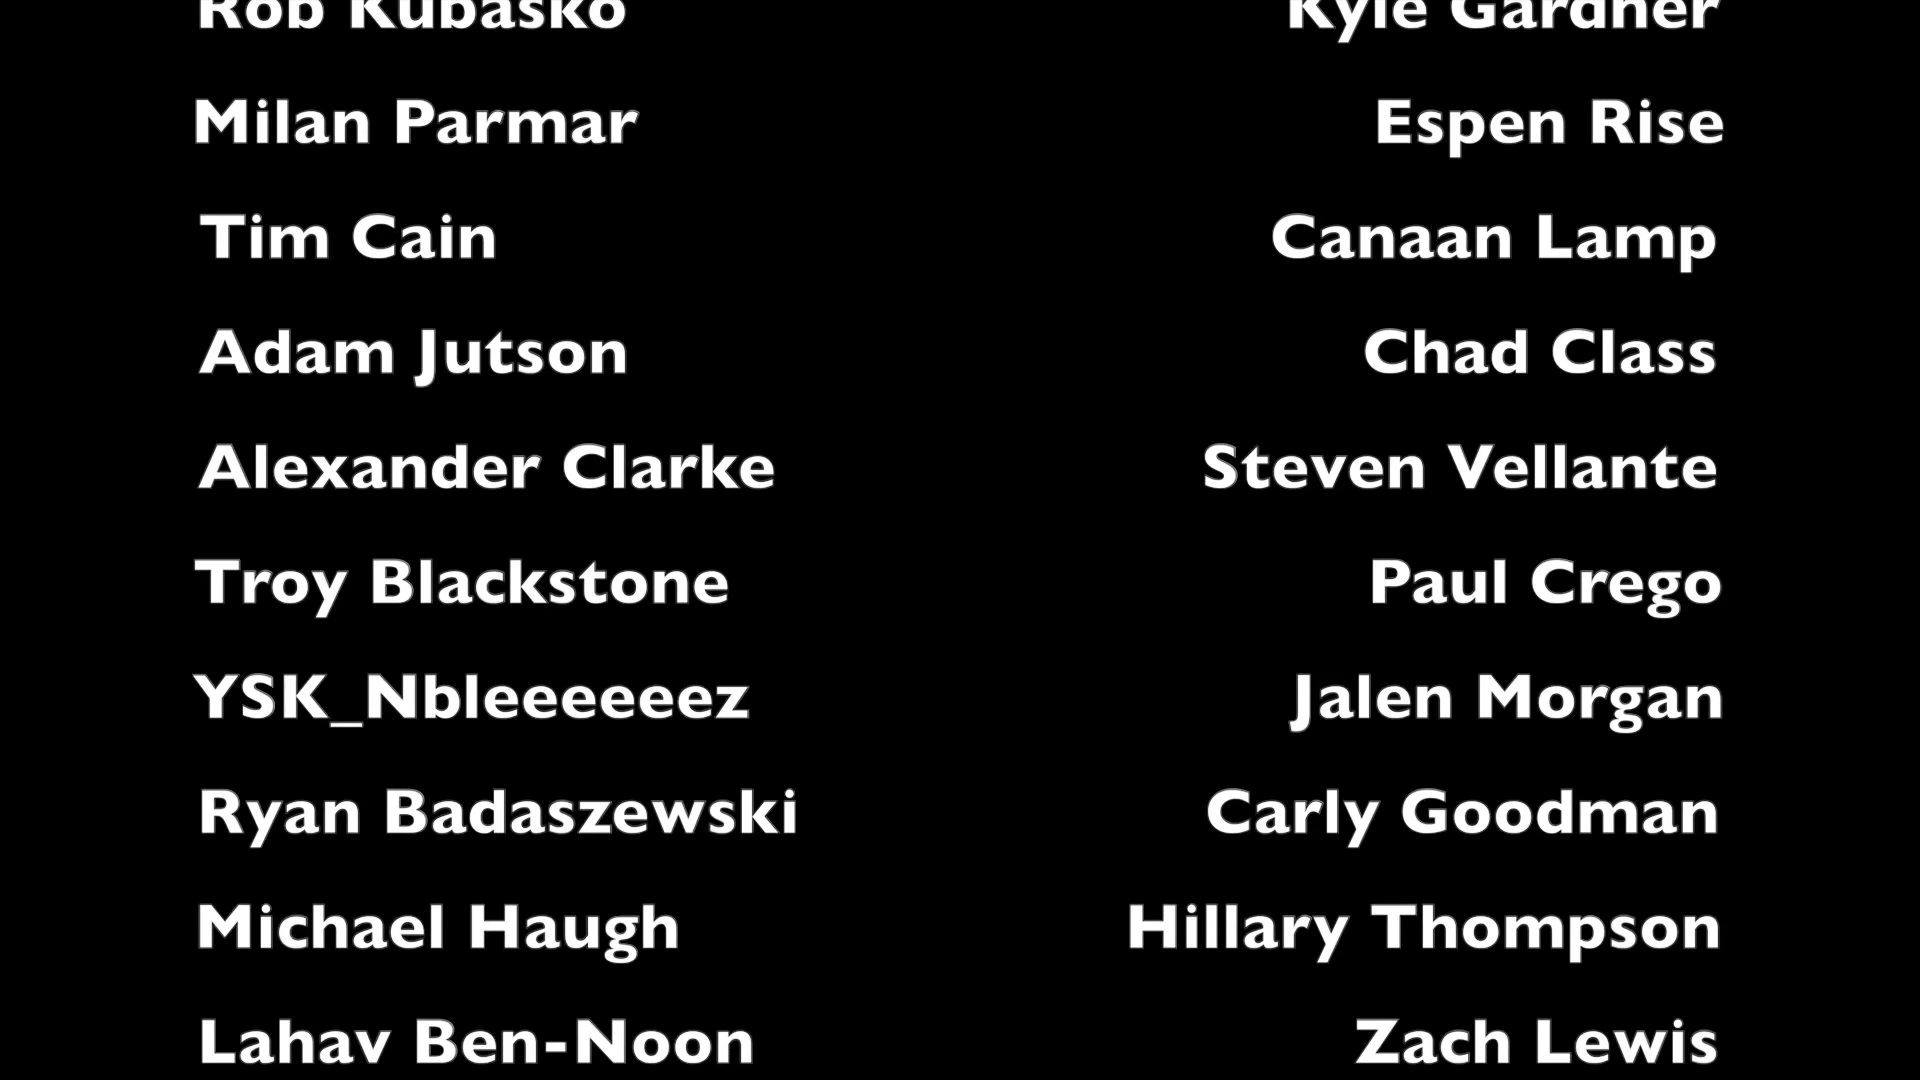 Rob Kubasko
Kyle Gardner
Milan Parmar
Espen Rise
Tim Cain
Canaan Lamp
Adam Jutson
Chad Class
Alexander Clarke
Steven Vellante
Troy Blackstone
Paul Crego
YSK_Nbleeeeeez
Jalen Morgan
Ryan Badaszewski
Carly Goodman
Michael Haugh
Hillary Thompson
Lahav Ben-Noon
Zach Lewis